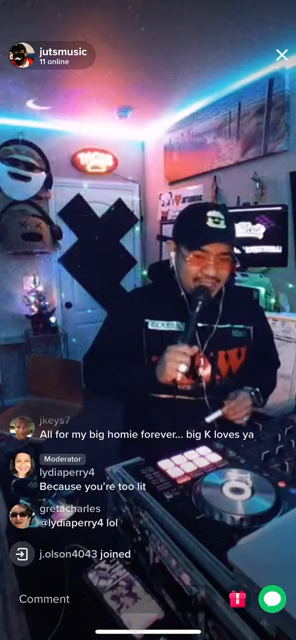 jutsmusic
11 online
jkeys7
All for my big homie forever... big K loves ya
Moderator
lydiaperry4
Because you're too lit
gretacharles
@lydiaperry4 lol
j.olson4043 joined
Comment